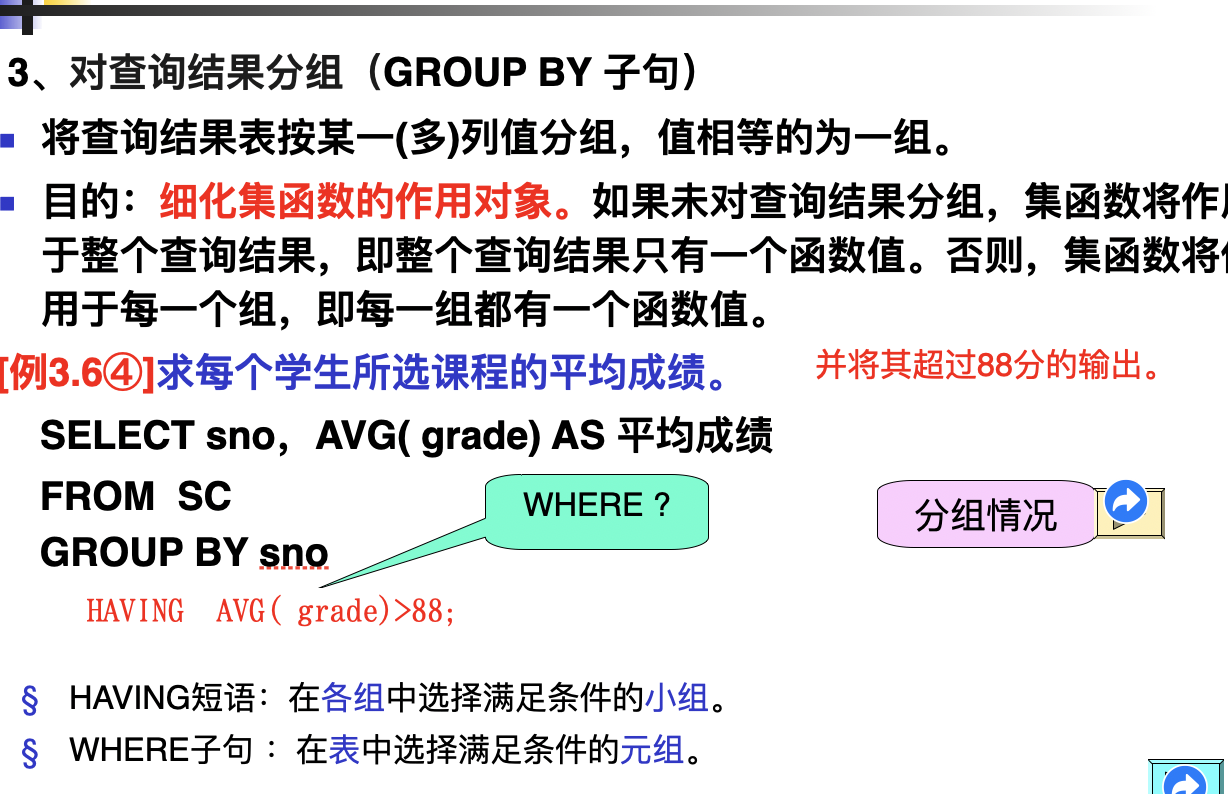 3、对查询结果分组（GROUP BY 子句）
将查询结果表按某一(多)列值分组，值相等的为一组。
目的：细化集函数的作用对象。如果未对查询结果分组，集函数将作
于整个查询结果，即整个查询结果只有一个函数值。否则，集函数将
用于每一个组，即每一组都有一个函数值。
[例3.6④]求每个学生所选课程的平均成绩。 并将其超过88分的输出。
SELECT sno，AVG( grade) AS 平均成绩
FROM SC
WHERE ?
分组情况
GROUP BY sno
HAVING AVG( grade)>88;
§ HAVING短语：在各组中选择满足条件的小组。
§ WHERE子句 ：在表中选择满足条件的元组。